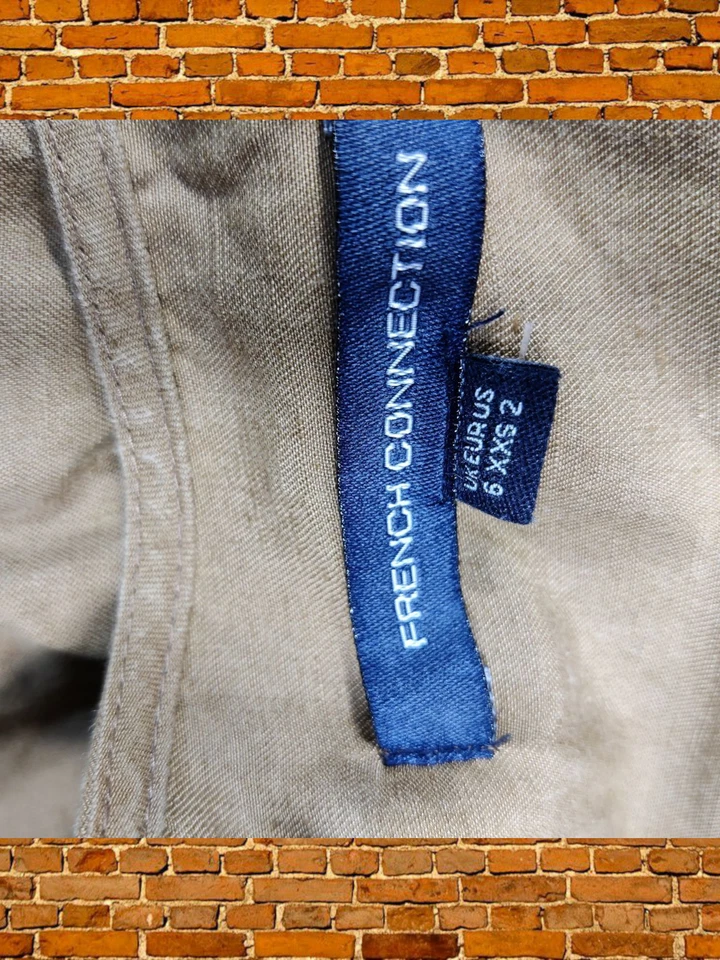 FRENCH CONNECTION
UK EUR US
6 XXS 2